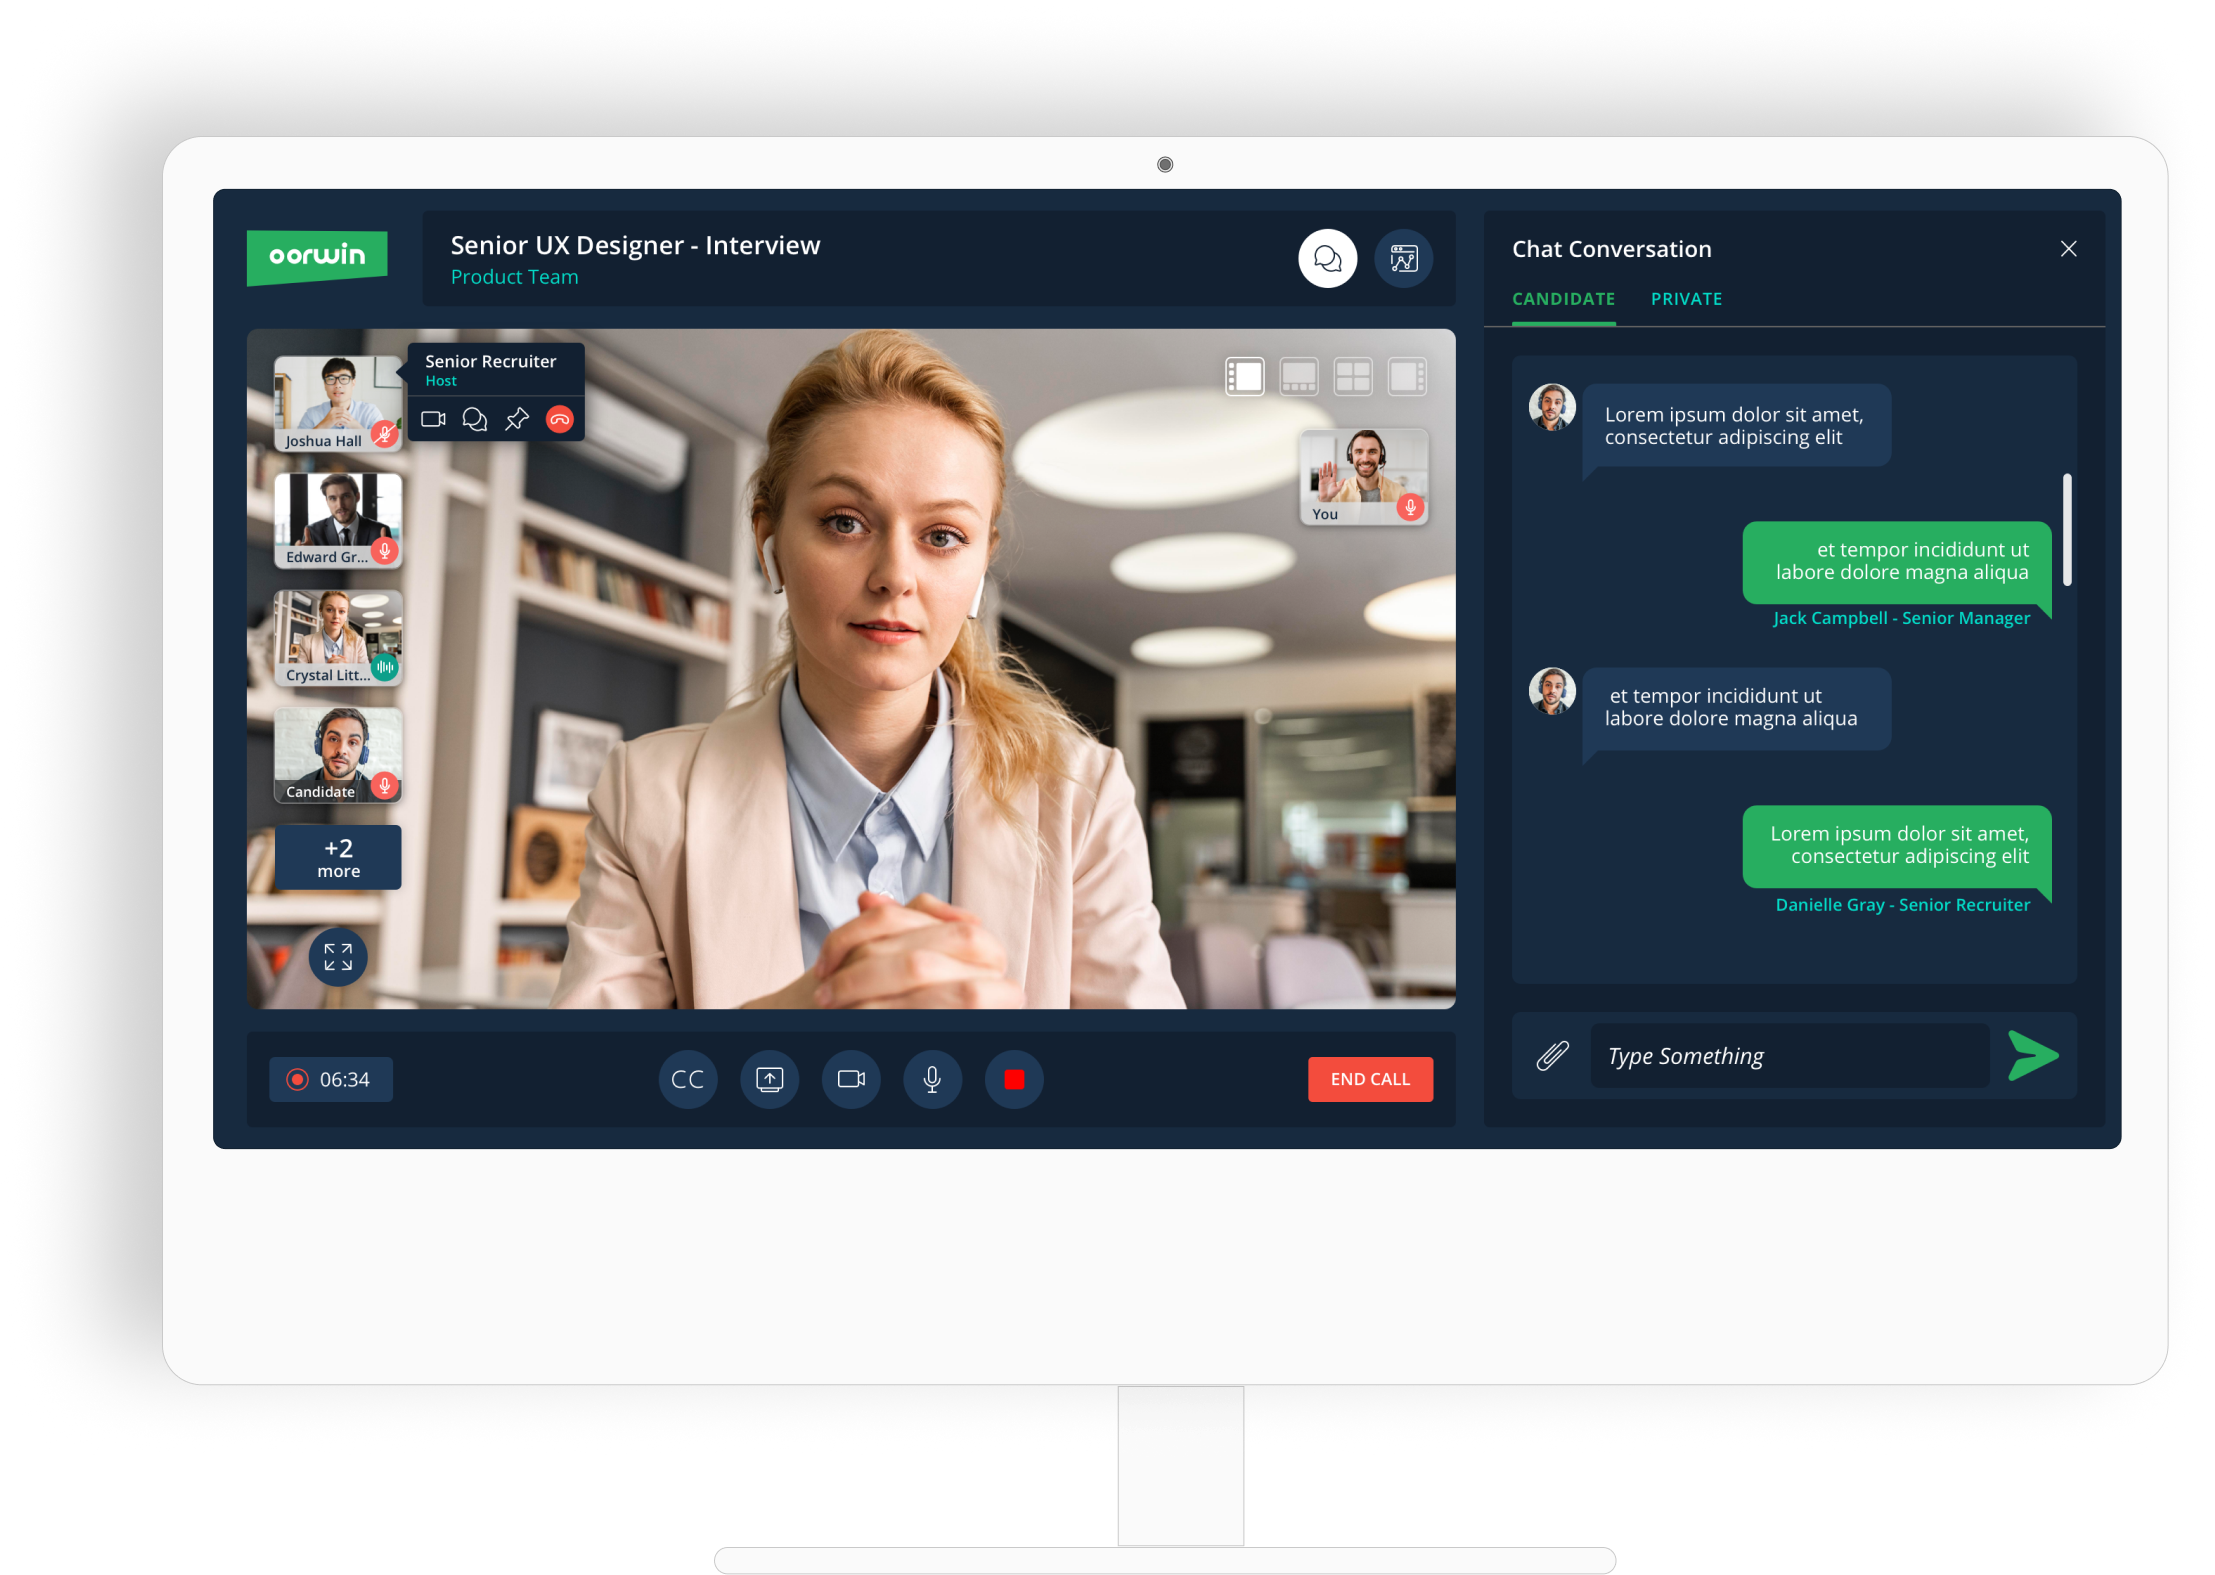 oorwin
Senior UX Designer - Interview
Product Team
Senior Recruiter
Host
Joshua Hall
Edward Gr...
Crystal Litt...
Candidate
+2
more
You
06:34
CC
END CALL
Chat Conversation
CANDIDATE PRIVATE
Lorem ipsum dolor sit amet,
consectetur adipiscing elit
et tempor incididunt ut
labore dolore magna aliqua
Jack Campbell - Senior Manager
et tempor incididunt ut
labore dolore magna aliqua
Lorem ipsum dolor sit amet,
consectetur adipiscing elit
Danielle Gray - Senior Recruiter
Type Something